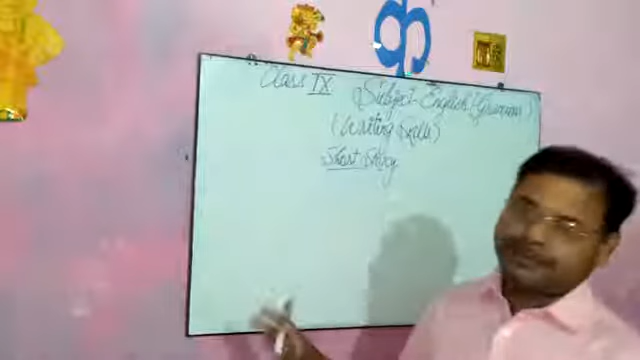 Class IX Subject-English (Grammar)
(Writing Skills)
Short Story